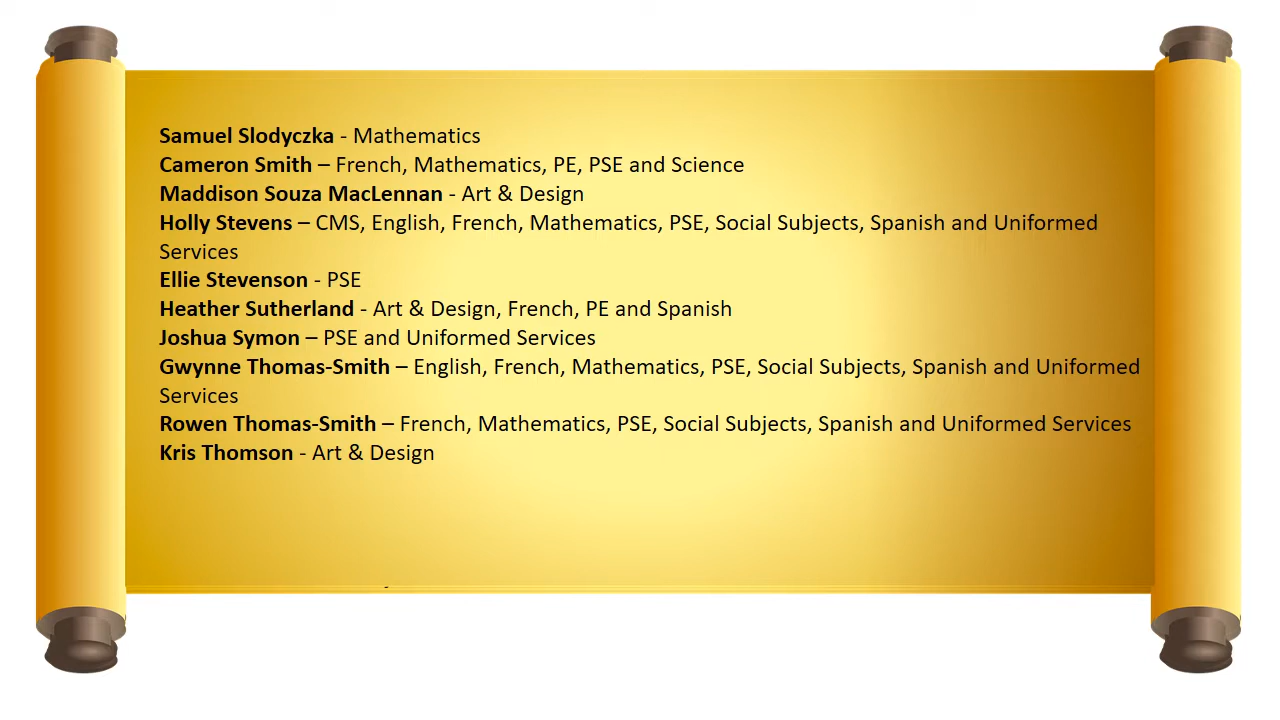 Samuel Slodyczka - Mathematics
Cameron Smith – French, Mathematics, PE, PSE and Science
Maddison Souza MacLennan - Art & Design
Holly Stevens – CMS, English, French, Mathematics, PSE, Social Subjects, Spanish and Uniformed
Services
Ellie Stevenson - PSE
Heather Sutherland - Art & Design, French, PE and Spanish
Joshua Symon – PSE and Uniformed Services
Gwynne Thomas-Smith – English, French, Mathematics, PSE, Social Subjects, Spanish and Uniformed
Services
Rowen Thomas-Smith – French, Mathematics, PSE, Social Subjects, Spanish and Uniformed Services
Kris Thomson - Art & Design